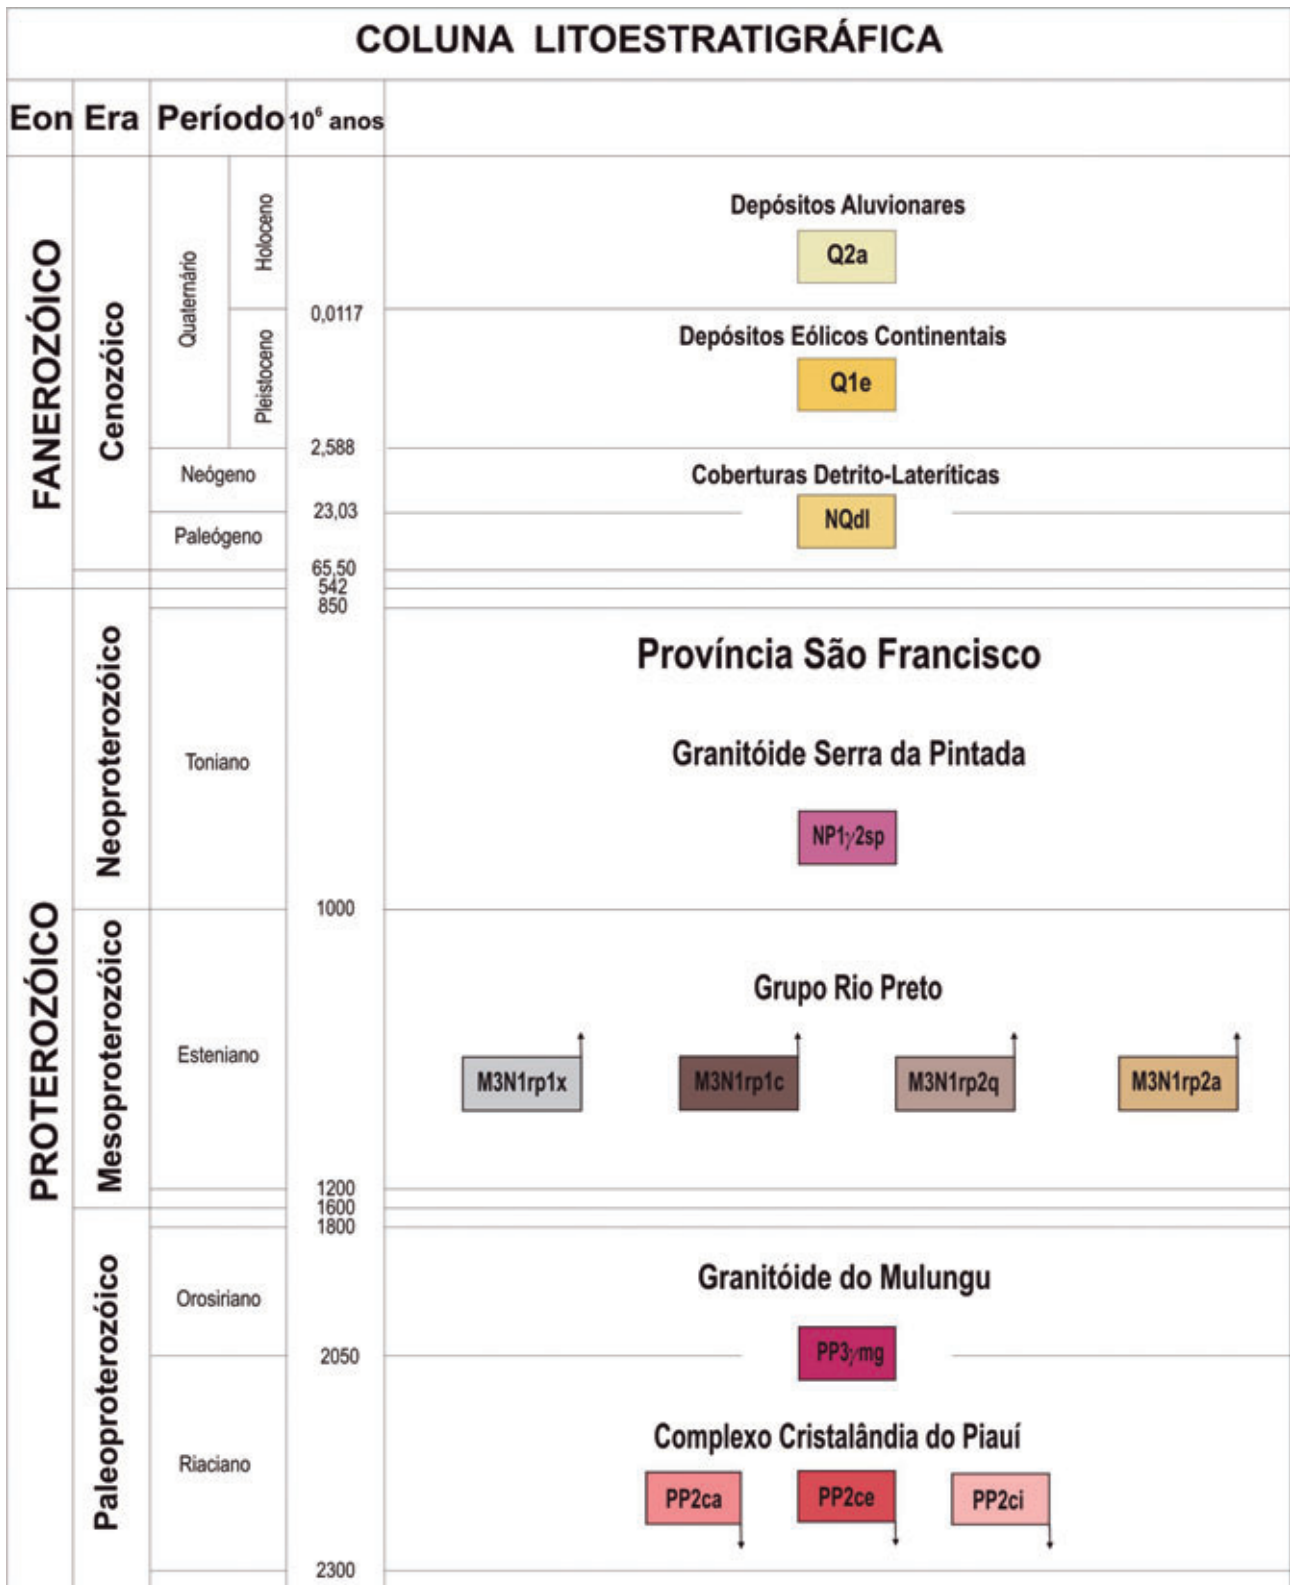 COLUNA LITOESTRATIGRÁFICA
Eon Era Período 10⁶ anos
FANEROZÓICO
Cenozóico
Quaternário
Holoceno
Depósitos Aluvionares
Q2a
0,0117
Pleistoceno
Depósitos Eólicos Continentais
Q1e
2,588
Neógeno
Coberturas Detrito-Lateríticas
NQdl
23,03
Paleógeno
65,50
542
850
PROTEROZÓICO
Neoproterozóico
Toniano
Província São Francisco
Granitóide Serra da Pintada
NP1γ2sp
1000
Mesoproterozóico
Esteniano
Grupo Rio Preto
M3N1rp1x M3N1rp1c M3N1rp2q M3N1rp2a
1200
1600
1800
Paleoproterozóico
Orosiriano
Granitóide do Mulungu
PP3γmg
2050
Riaciano
Complexo Cristalândia do Piauí
PP2ca PP2ce PP2ci
2300